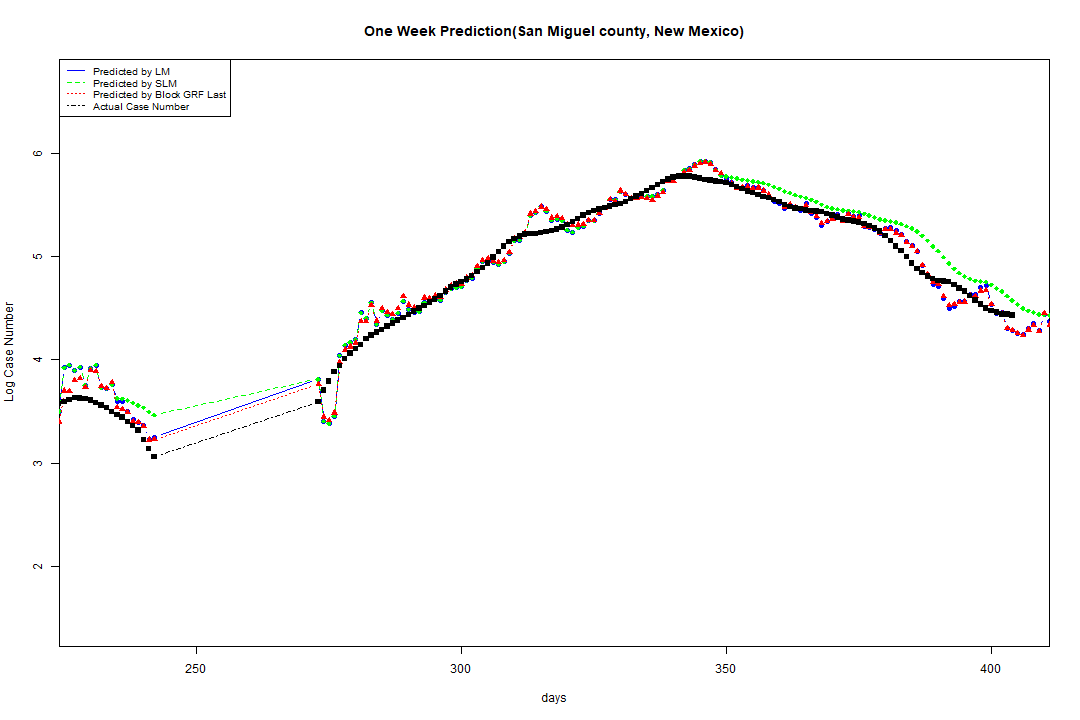 One Week Prediction(San Miguel county, New Mexico)
Predicted by LM
Predicted by SLM
Predicted by Block GRF Last
Actual Case Number
6
5
4
3
2
Log Case Number
250
300
350
400
days